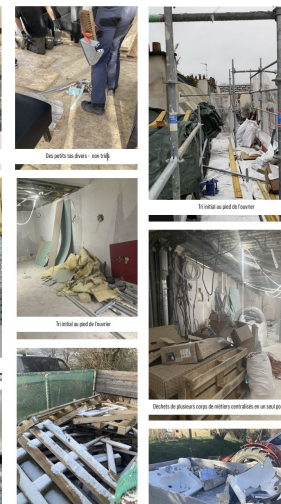 Des petits tas divers - non triés
Tri initial au pied de l'ouvrier
Tri initial au pied de l'ouvrier
Déchets de plusieurs corps de métiers centralisés en un seul po